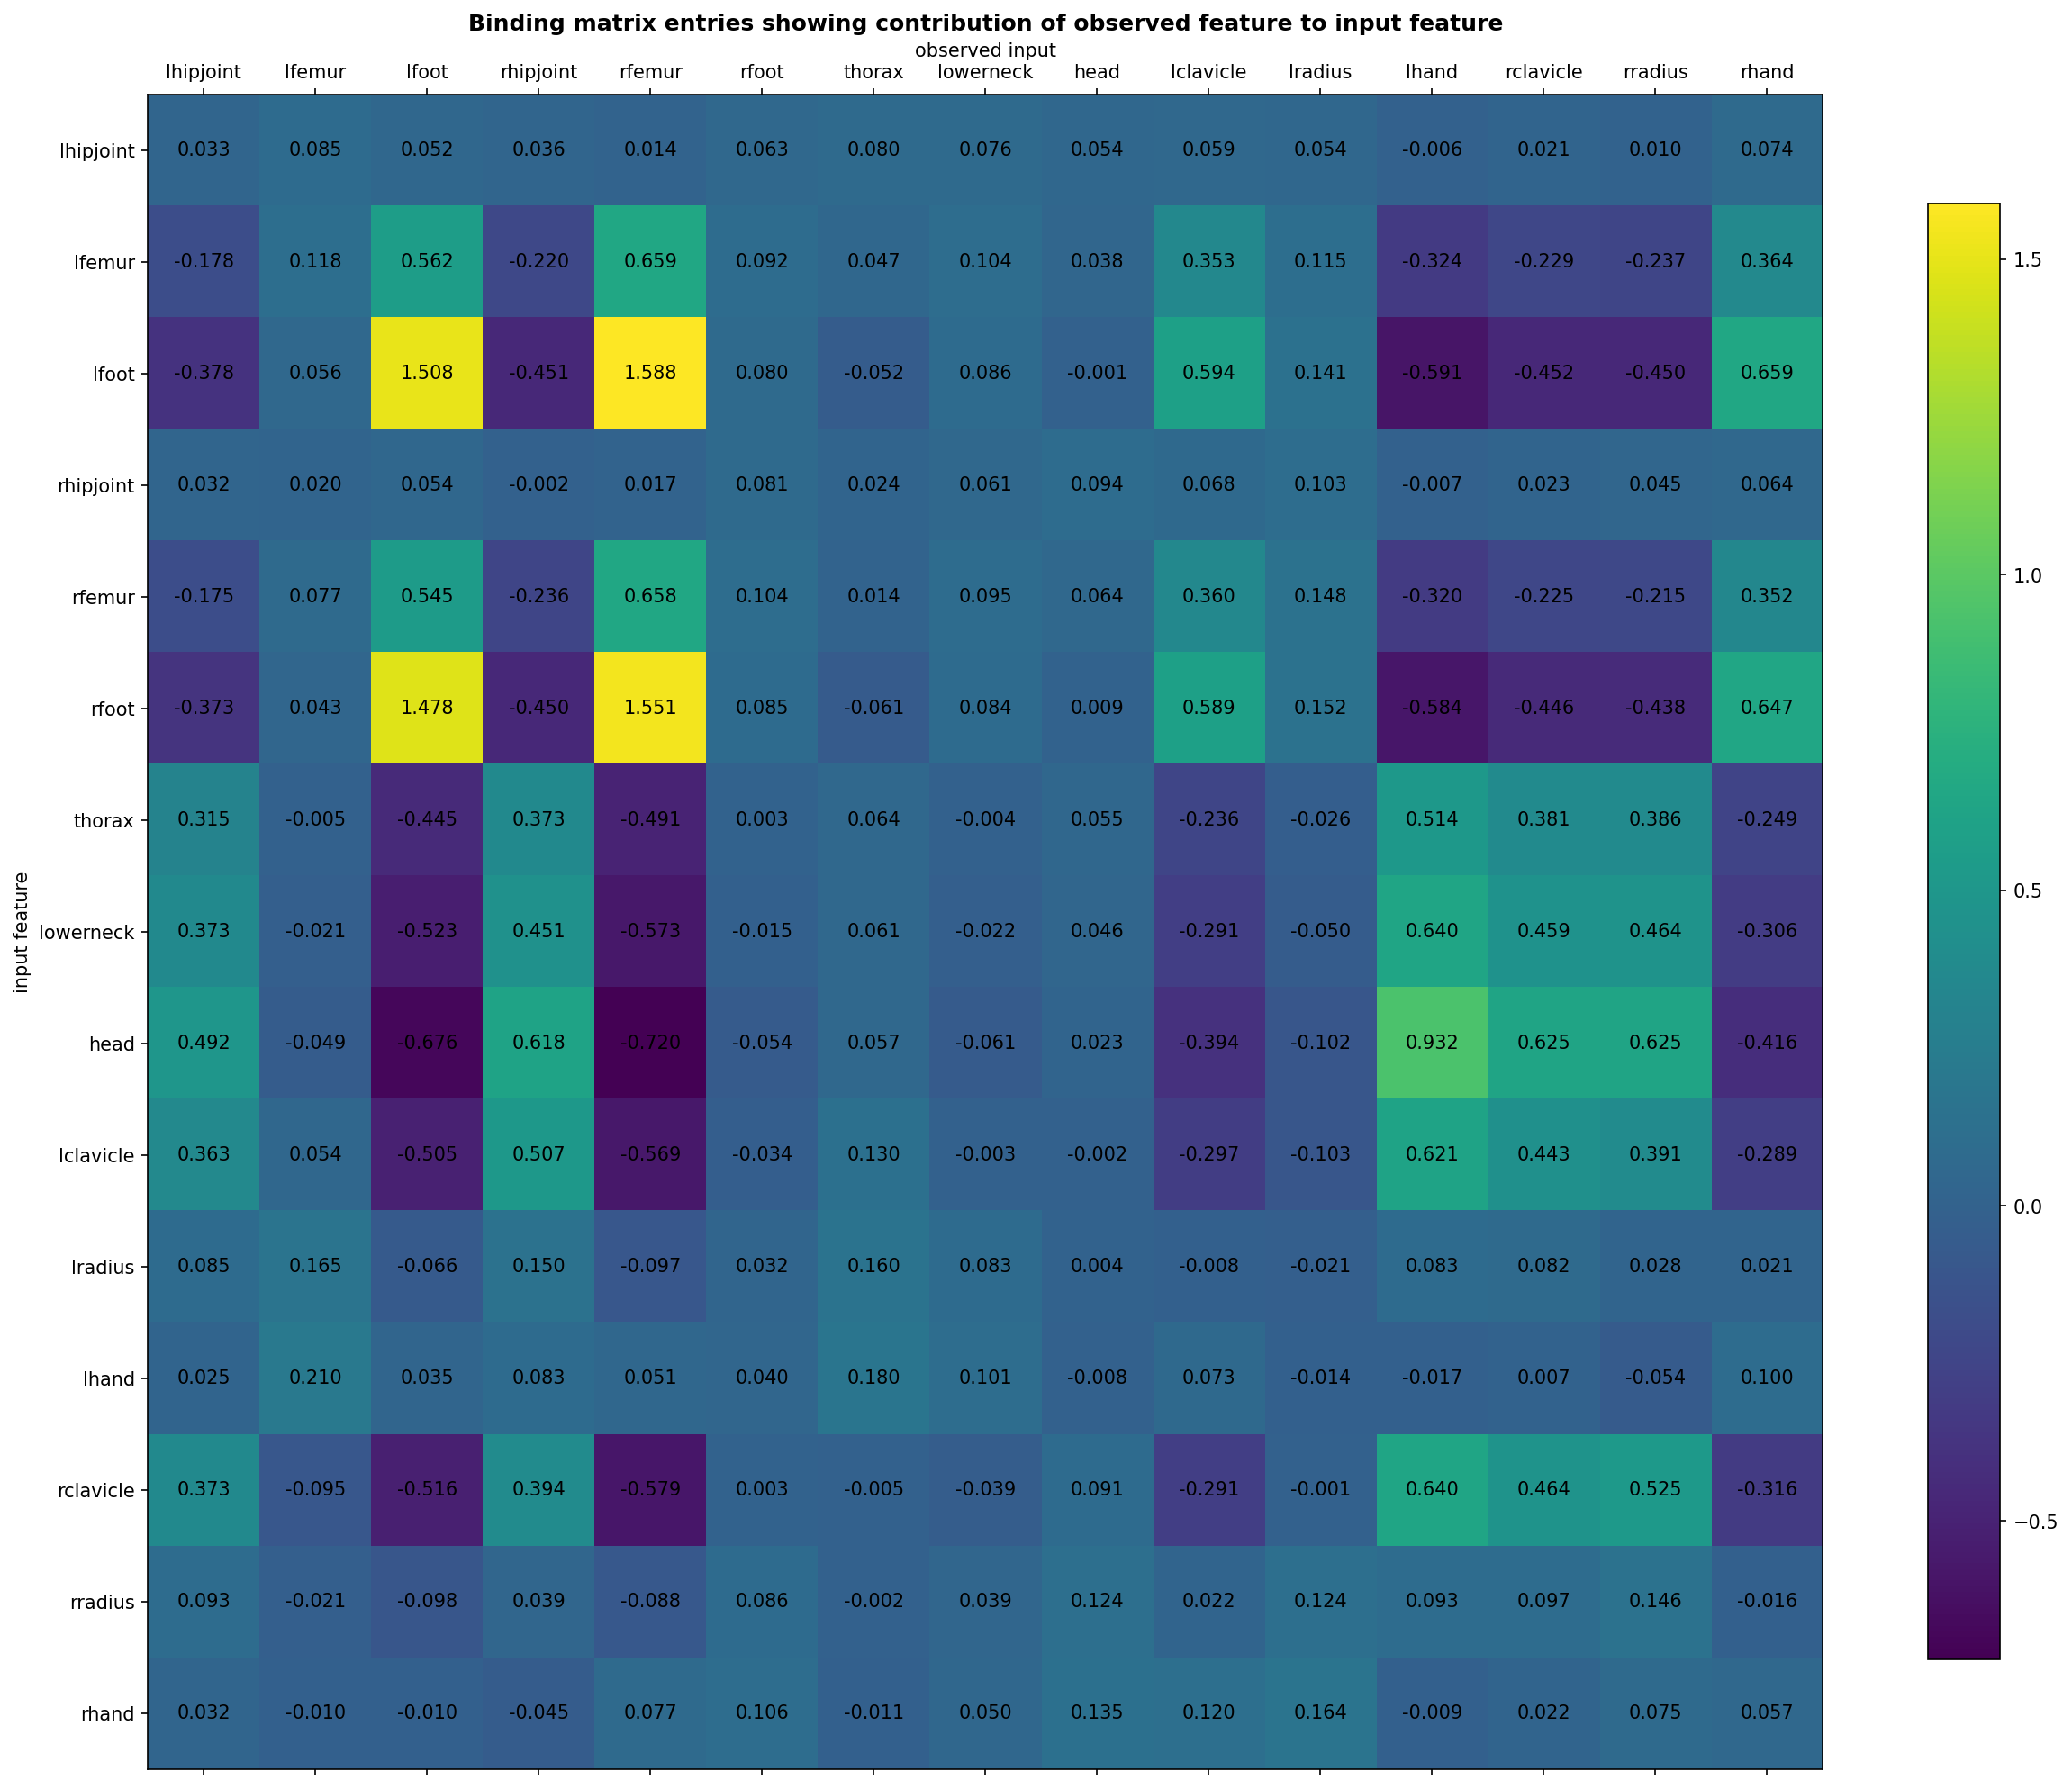 Binding matrix entries showing contribution of observed feature to input feature
observed input
lhipjoint lfemur lfoot rhipjoint rfemur rfoot thorax lowerneck head lclavicle lradius lhand rclavicle rradius rhand
lhipjoint 0.033 0.085 0.052 0.036 0.014 0.063 0.080 0.076 0.054 0.059 0.054 -0.006 0.021 0.010 0.074
lfemur -0.178 0.118 0.562 -0.220 0.659 0.092 0.047 0.104 0.038 0.353 0.115 -0.324 -0.229 -0.237 0.364
lfoot -0.378 0.056 1.508 -0.451 1.588 0.080 -0.052 0.086 -0.001 0.594 0.141 -0.591 -0.452 -0.450 0.659
rhipjoint 0.032 0.020 0.054 -0.002 0.017 0.081 0.024 0.061 0.094 0.068 0.103 -0.007 0.023 0.045 0.064
rfemur -0.175 0.077 0.545 -0.236 0.658 0.104 0.014 0.095 0.064 0.360 0.148 -0.320 -0.225 -0.215 0.352
rfoot -0.373 0.043 1.478 -0.450 1.551 0.085 -0.061 0.084 0.009 0.589 0.152 -0.584 -0.446 -0.438 0.647
thorax 0.315 -0.005 -0.445 0.373 -0.491 0.003 0.064 -0.004 0.055 -0.236 -0.026 0.514 0.381 0.386 -0.249
lowerneck 0.373 -0.021 -0.523 0.451 -0.573 -0.015 0.061 -0.022 0.046 -0.291 -0.050 0.640 0.459 0.464 -0.306
head 0.492 -0.049 -0.676 0.618 -0.720 -0.054 0.057 -0.061 0.023 -0.394 -0.102 0.932 0.625 0.625 -0.416
lclavicle 0.363 0.054 -0.505 0.507 -0.569 -0.034 0.130 -0.003 -0.002 -0.297 -0.103 0.621 0.443 0.391 -0.289
lradius 0.085 0.165 -0.066 0.150 -0.097 0.032 0.160 0.083 0.004 -0.008 -0.021 0.083 0.082 0.028 0.021
lhand 0.025 0.210 0.035 0.083 0.051 0.040 0.180 0.101 -0.008 0.073 -0.014 -0.017 0.007 -0.054 0.100
rclavicle 0.373 -0.095 -0.516 0.394 -0.579 0.003 -0.005 -0.039 0.091 -0.291 -0.001 0.640 0.464 0.525 -0.316
rradius 0.093 -0.021 -0.098 0.039 -0.088 0.086 -0.002 0.039 0.124 0.022 0.124 0.093 0.097 0.146 -0.016
rhand 0.032 -0.010 -0.010 -0.045 0.077 0.106 -0.011 0.050 0.135 0.120 0.164 -0.009 0.022 0.075 0.057
input feature
1.5
1.0
0.5
0.0
−0.5